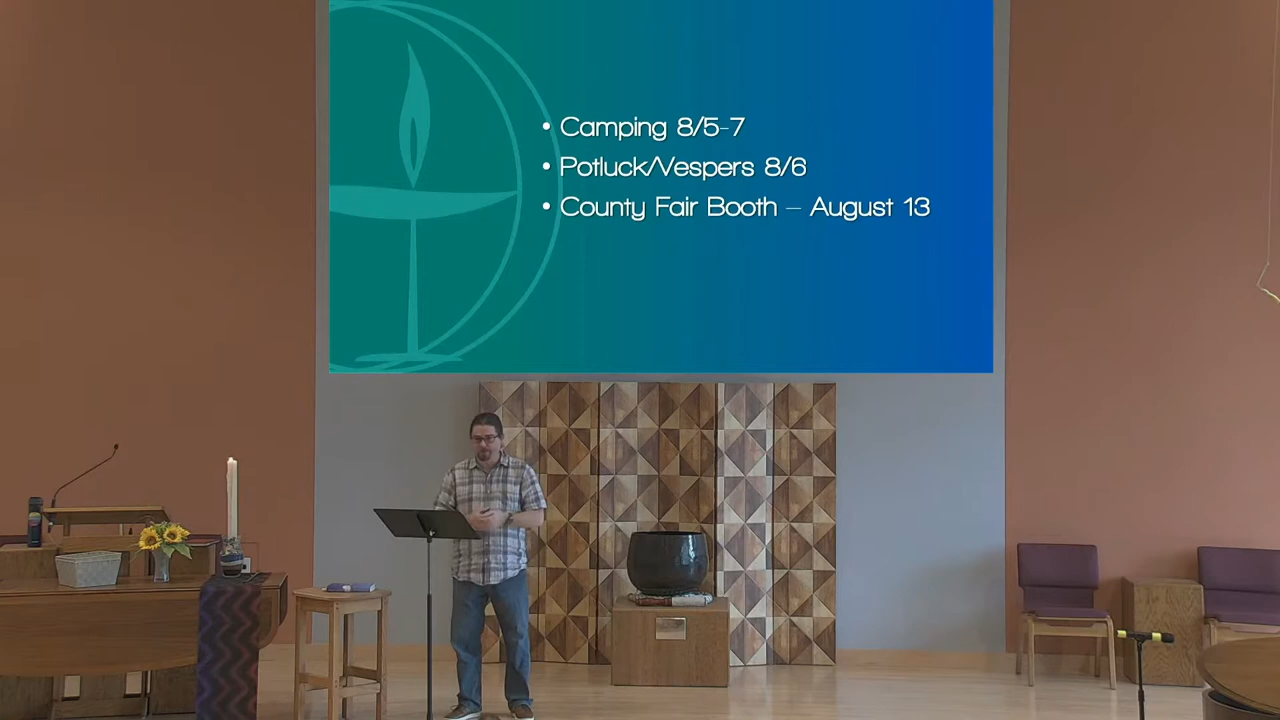 • Camping 8/5-7
• Potluck/Vespers 8/6
• County Fair Booth – August 13